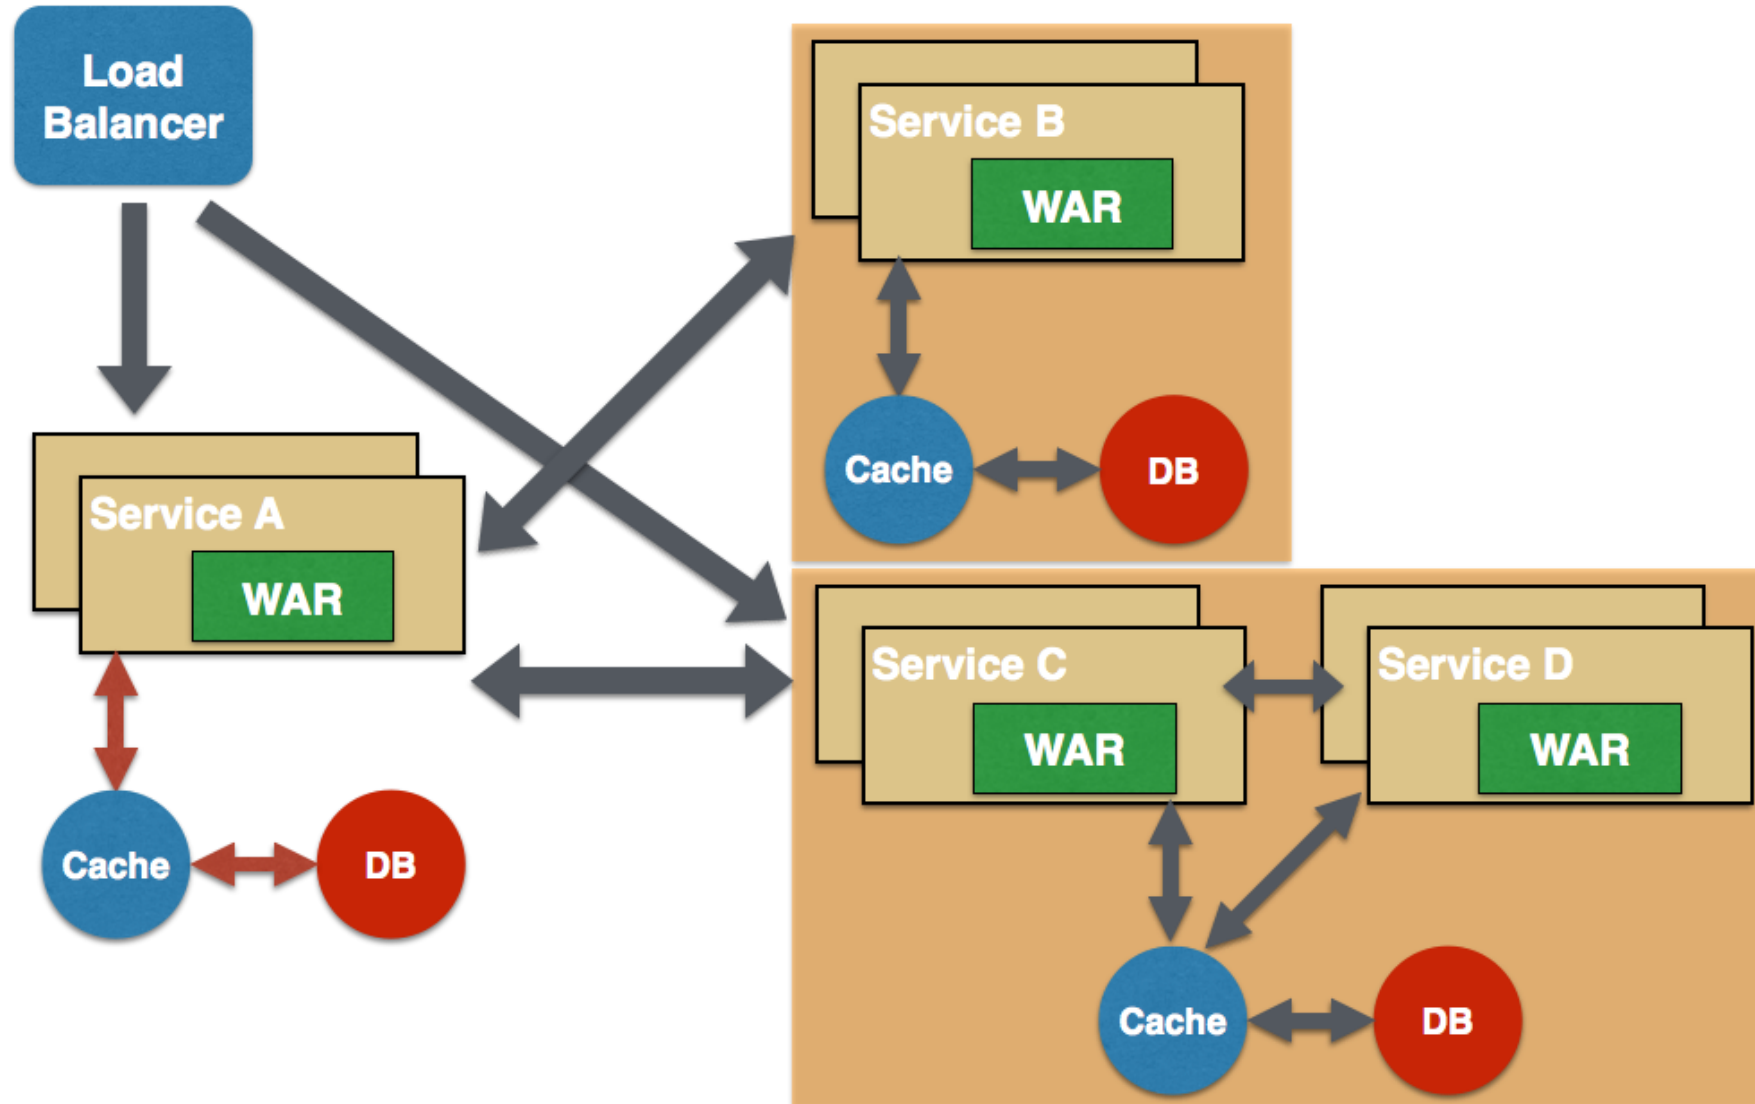 Load
Balancer
Service B
WAR
Cache
DB
Service A
WAR
Cache
DB
Service C
WAR
Service D
WAR
Cache
DB